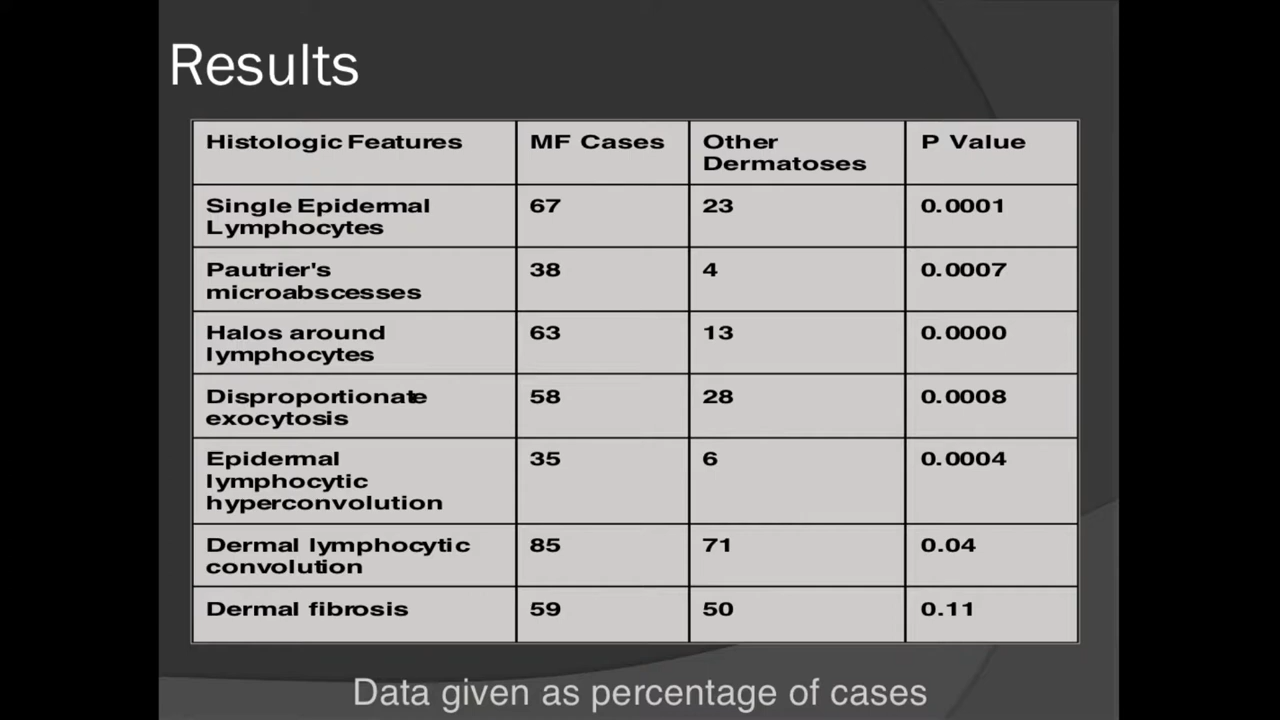 Results
Histologic Features MF Cases Other Dermatoses P Value
Single Epidermal Lymphocytes 67 23 0.0001
Pautrier's microabscesses 38 4 0.0007
Halos around lymphocytes 63 13 0.0000
Disproportionate exocytosis 58 28 0.0008
Epidermal lymphocytic hyperconvolution 35 6 0.0004
Dermal lymphocytic convolution 85 71 0.04
Dermal fibrosis 59 50 0.11
Data given as percentage of cases